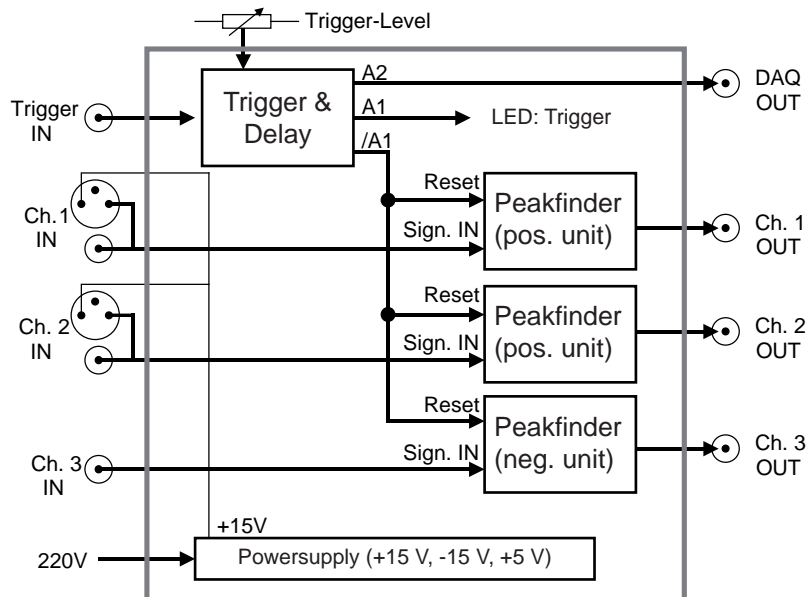 Trigger-Level
Trigger
IN
Trigger &
Delay
A2
A1
/A1
LED: Trigger
DAQ
OUT
Ch.1
IN
Reset
Sign. IN
Peakfinder
(pos. unit)
Ch. 1
OUT
Ch. 2
IN
Reset
Sign. IN
Peakfinder
(pos. unit)
Ch. 2
OUT
Ch. 3
IN
Reset
Sign. IN
Peakfinder
(neg. unit)
Ch. 3
OUT
+15V
220V
Powersupply (+15 V, -15 V, +5 V)